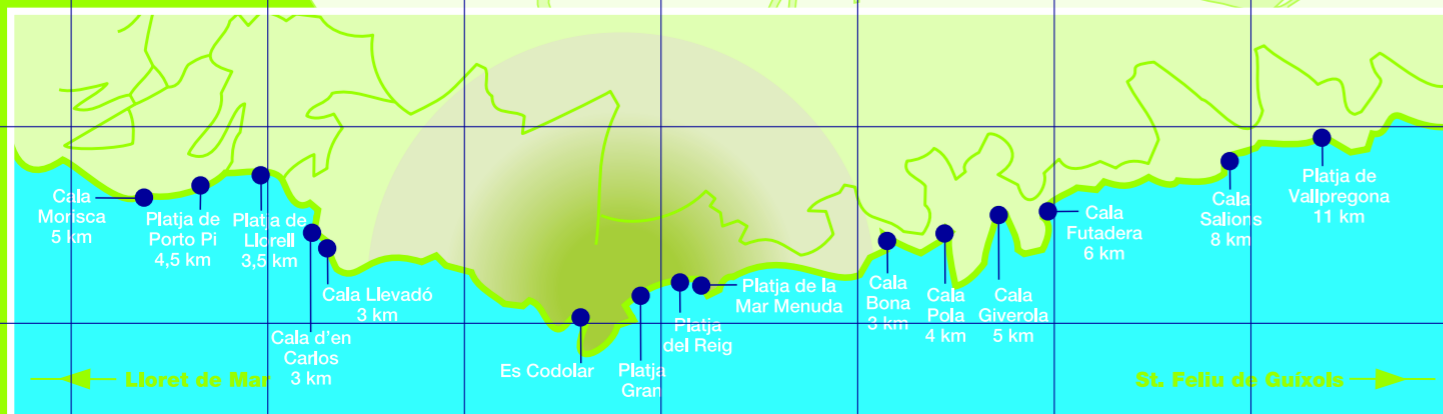 Cala
Morisca
5 km
Platja de
Porto Pi
4,5 km
Platja de
Llorell
3,5 km
Cala d'en
Carlos
3 km
Cala Llevadó
3 km
Es Codolar
Platja
Gran
Platja
del Reig
Platja de la
Mar Menuda
Cala
Bona
3 km
Cala
Pola
4 km
Cala
Giverola
5 km
Cala
Futadera
6 km
Cala
Salions
8 km
Platja de
Vallpregona
11 km
Lloret de Mar
St. Feliu de Guíxols